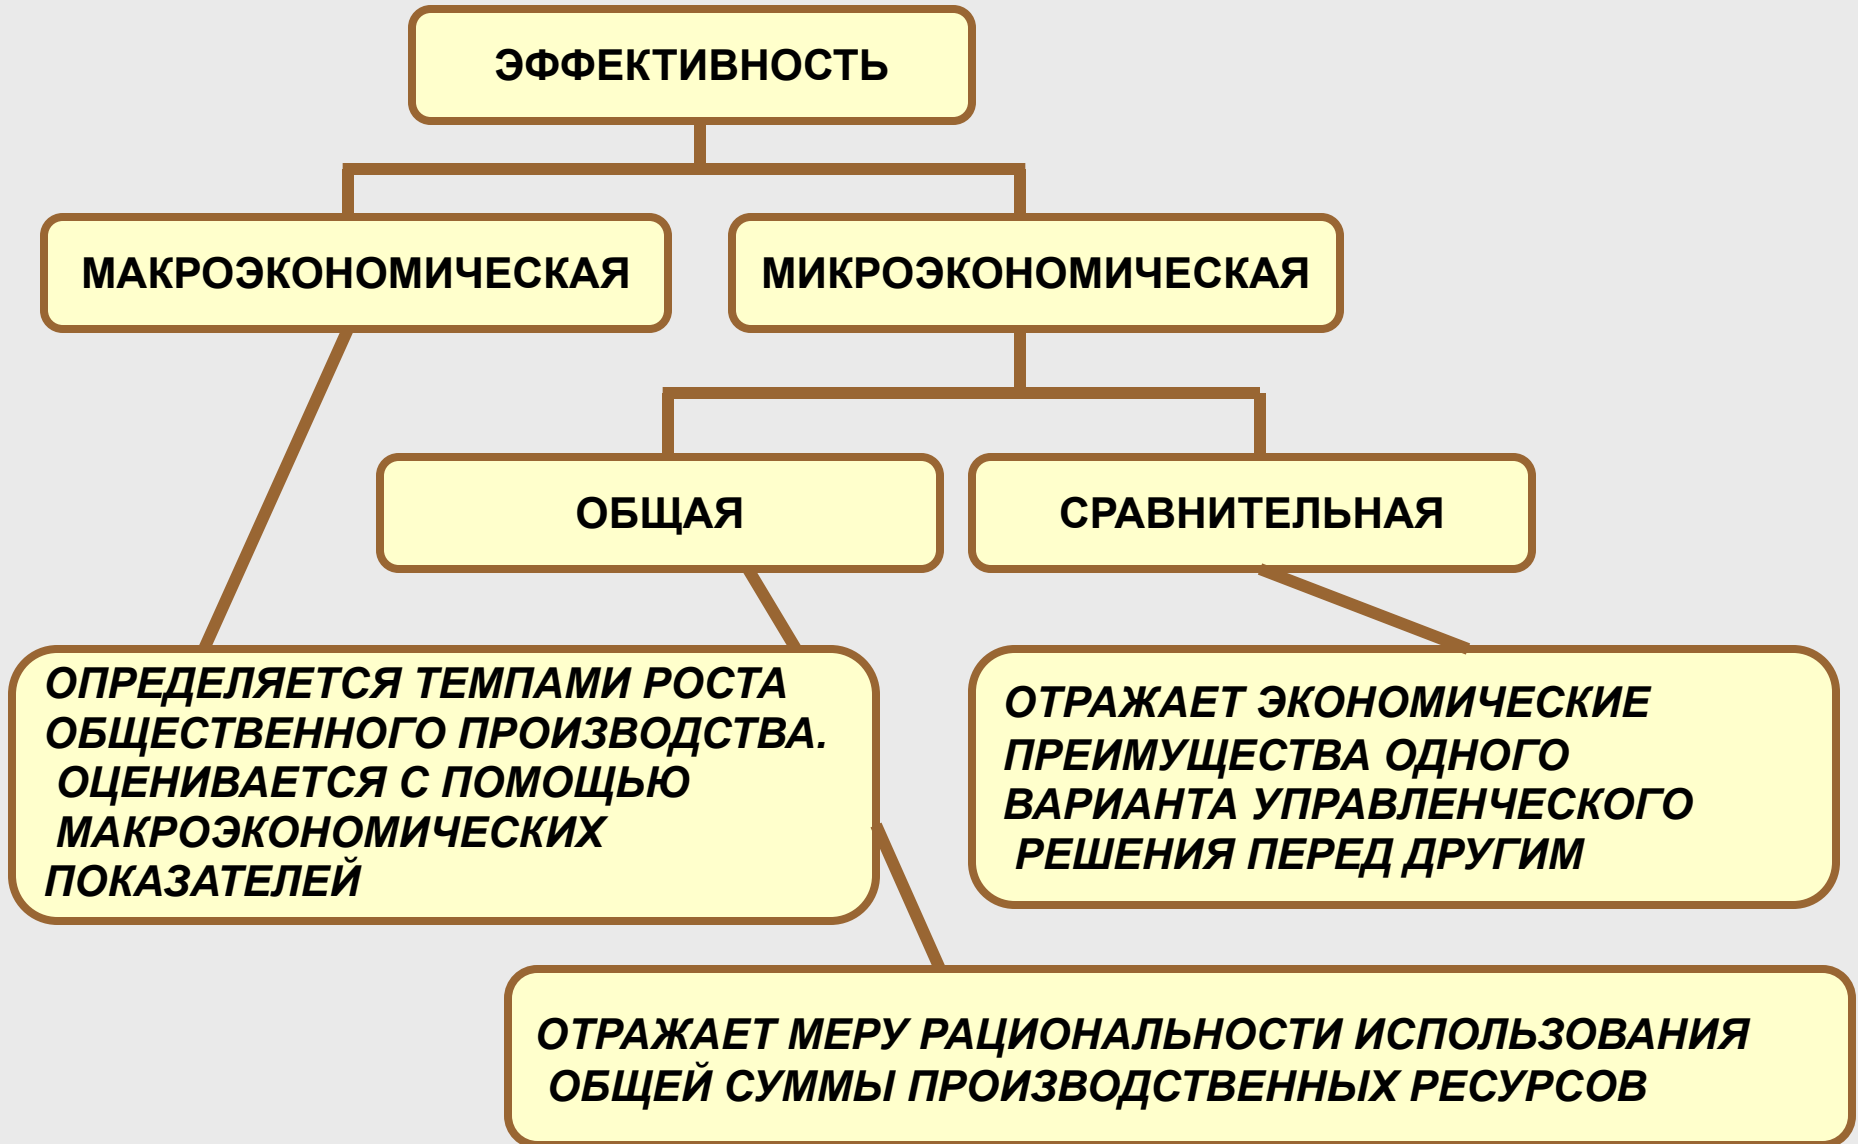 ЭФФЕКТИВНОСТЬ
МАКРОЭКОНОМИЧЕСКАЯ
МИКРОЭКОНОМИЧЕСКАЯ
ОБЩАЯ
СРАВНИТЕЛЬНАЯ
ОПРЕДЕЛЯЕТСЯ ТЕМПАМИ РОСТА
ОБЩЕСТВЕННОГО ПРОИЗВОДСТВА.
ОЦЕНИВАЕТСЯ С ПОМОЩЬЮ
МАКРОЭКОНОМИЧЕСКИХ
ПОКАЗАТЕЛЕЙ
ОТРАЖАЕТ ЭКОНОМИЧЕСКИЕ
ПРЕИМУЩЕСТВА ОДНОГО
ВАРИАНТА УПРАВЛЕНЧЕСКОГО
РЕШЕНИЯ ПЕРЕД ДРУГИМ
ОТРАЖАЕТ МЕРУ РАЦИОНАЛЬНОСТИ ИСПОЛЬЗОВАНИЯ
ОБЩЕЙ СУММЫ ПРОИЗВОДСТВЕННЫХ РЕСУРСОВ